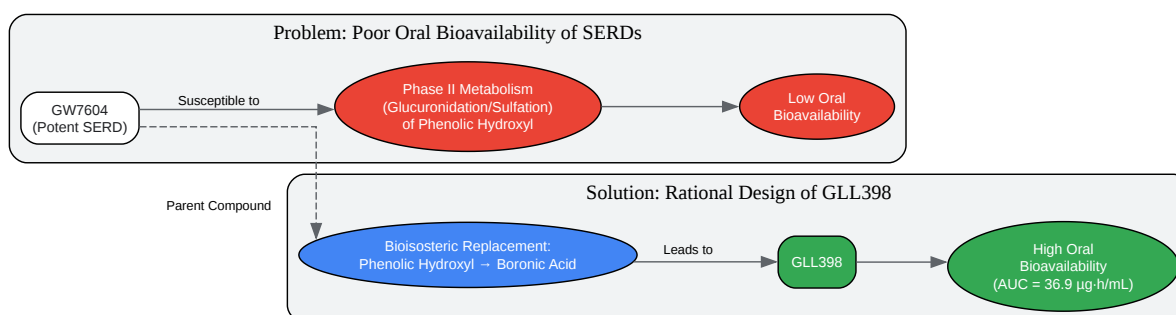 Problem: Poor Oral Bioavailability of SERDs
GW7604
(Potent SERD)
Susceptible to
Phase II Metabolism
(Glucuronidation/Sulfation)
of Phenolic Hydroxyl
Low Oral
Bioavailability
Parent Compound
Solution: Rational Design of GLL398
Bioisosteric Replacement:
Phenolic Hydroxyl → Boronic Acid
Leads to
GLL398
High Oral
Bioavailability
(AUC = 36.9 µg·h/mL)